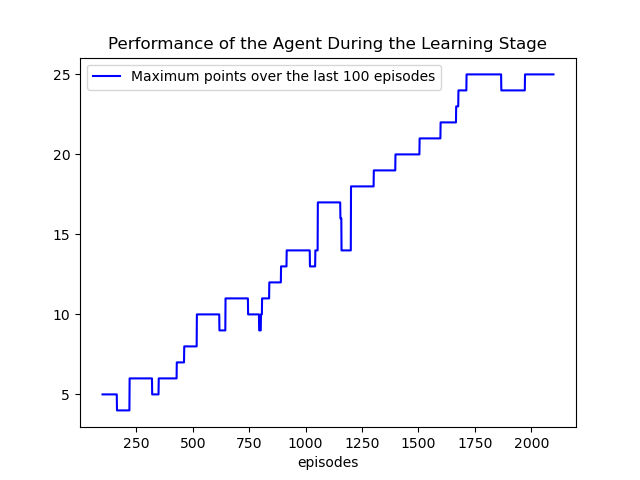 Performance of the Agent During the Learning Stage
Maximum points over the last 100 episodes
25
20
15
10
5
250 500 750 1000 1250 1500 1750 2000
episodes